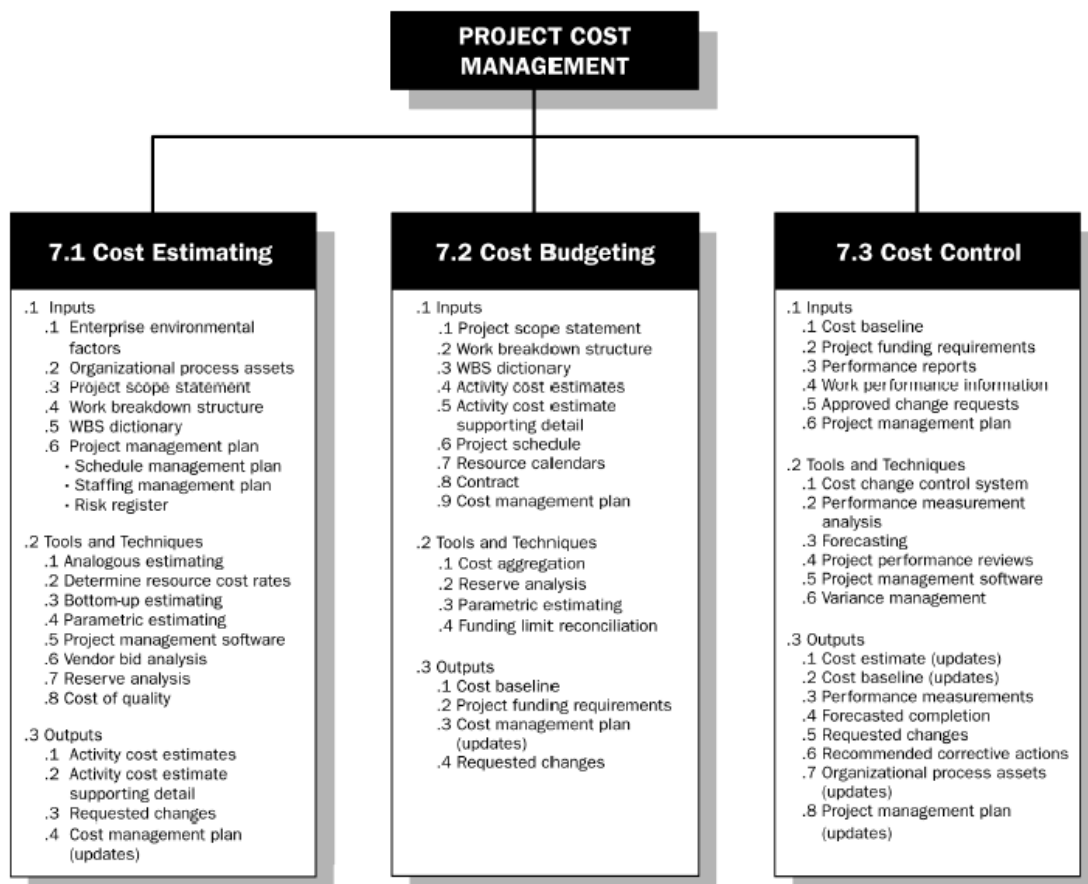 PROJECT COST
MANAGEMENT
7.1 Cost Estimating
.1 Inputs
.1 Enterprise environmental
factors
.2 Organizational process assets
.3 Project scope statement
.4 Work breakdown structure
.5 WBS dictionary
.6 Project management plan
• Schedule management plan
• Staffing management plan
• Risk register
.2 Tools and Techniques
.1 Analogous estimating
.2 Determine resource cost rates
.3 Bottom-up estimating
.4 Parametric estimating
.5 Project management software
.6 Vendor bid analysis
.7 Reserve analysis
.8 Cost of quality
.3 Outputs
.1 Activity cost estimates
.2 Activity cost estimate
supporting detail
.3 Requested changes
.4 Cost management plan
(updates)
7.2 Cost Budgeting
.1 Inputs
.1 Project scope statement
.2 Work breakdown structure
.3 WBS dictionary
.4 Activity cost estimates
.5 Activity cost estimate
supporting detail
.6 Project schedule
.7 Resource calendars
.8 Contract
.9 Cost management plan
.2 Tools and Techniques
.1 Cost aggregation
.2 Reserve analysis
.3 Parametric estimating
.4 Funding limit reconciliation
.3 Outputs
.1 Cost baseline
.2 Project funding requirements
.3 Cost management plan
(updates)
.4 Requested changes
7.3 Cost Control
.1 Inputs
.1 Cost baseline
.2 Project funding requirements
.3 Performance reports
.4 Work performance information
.5 Approved change requests
.6 Project management plan
.2 Tools and Techniques
.1 Cost change control system
.2 Performance measurement
analysis
.3 Forecasting
.4 Project performance reviews
.5 Project management software
.6 Variance management
.3 Outputs
.1 Cost estimate (updates)
.2 Cost baseline (updates)
.3 Performance measurements
.4 Forecasted completion
.5 Requested changes
.6 Recommended corrective actions
.7 Organizational process assets
(updates)
.8 Project management plan
(updates)